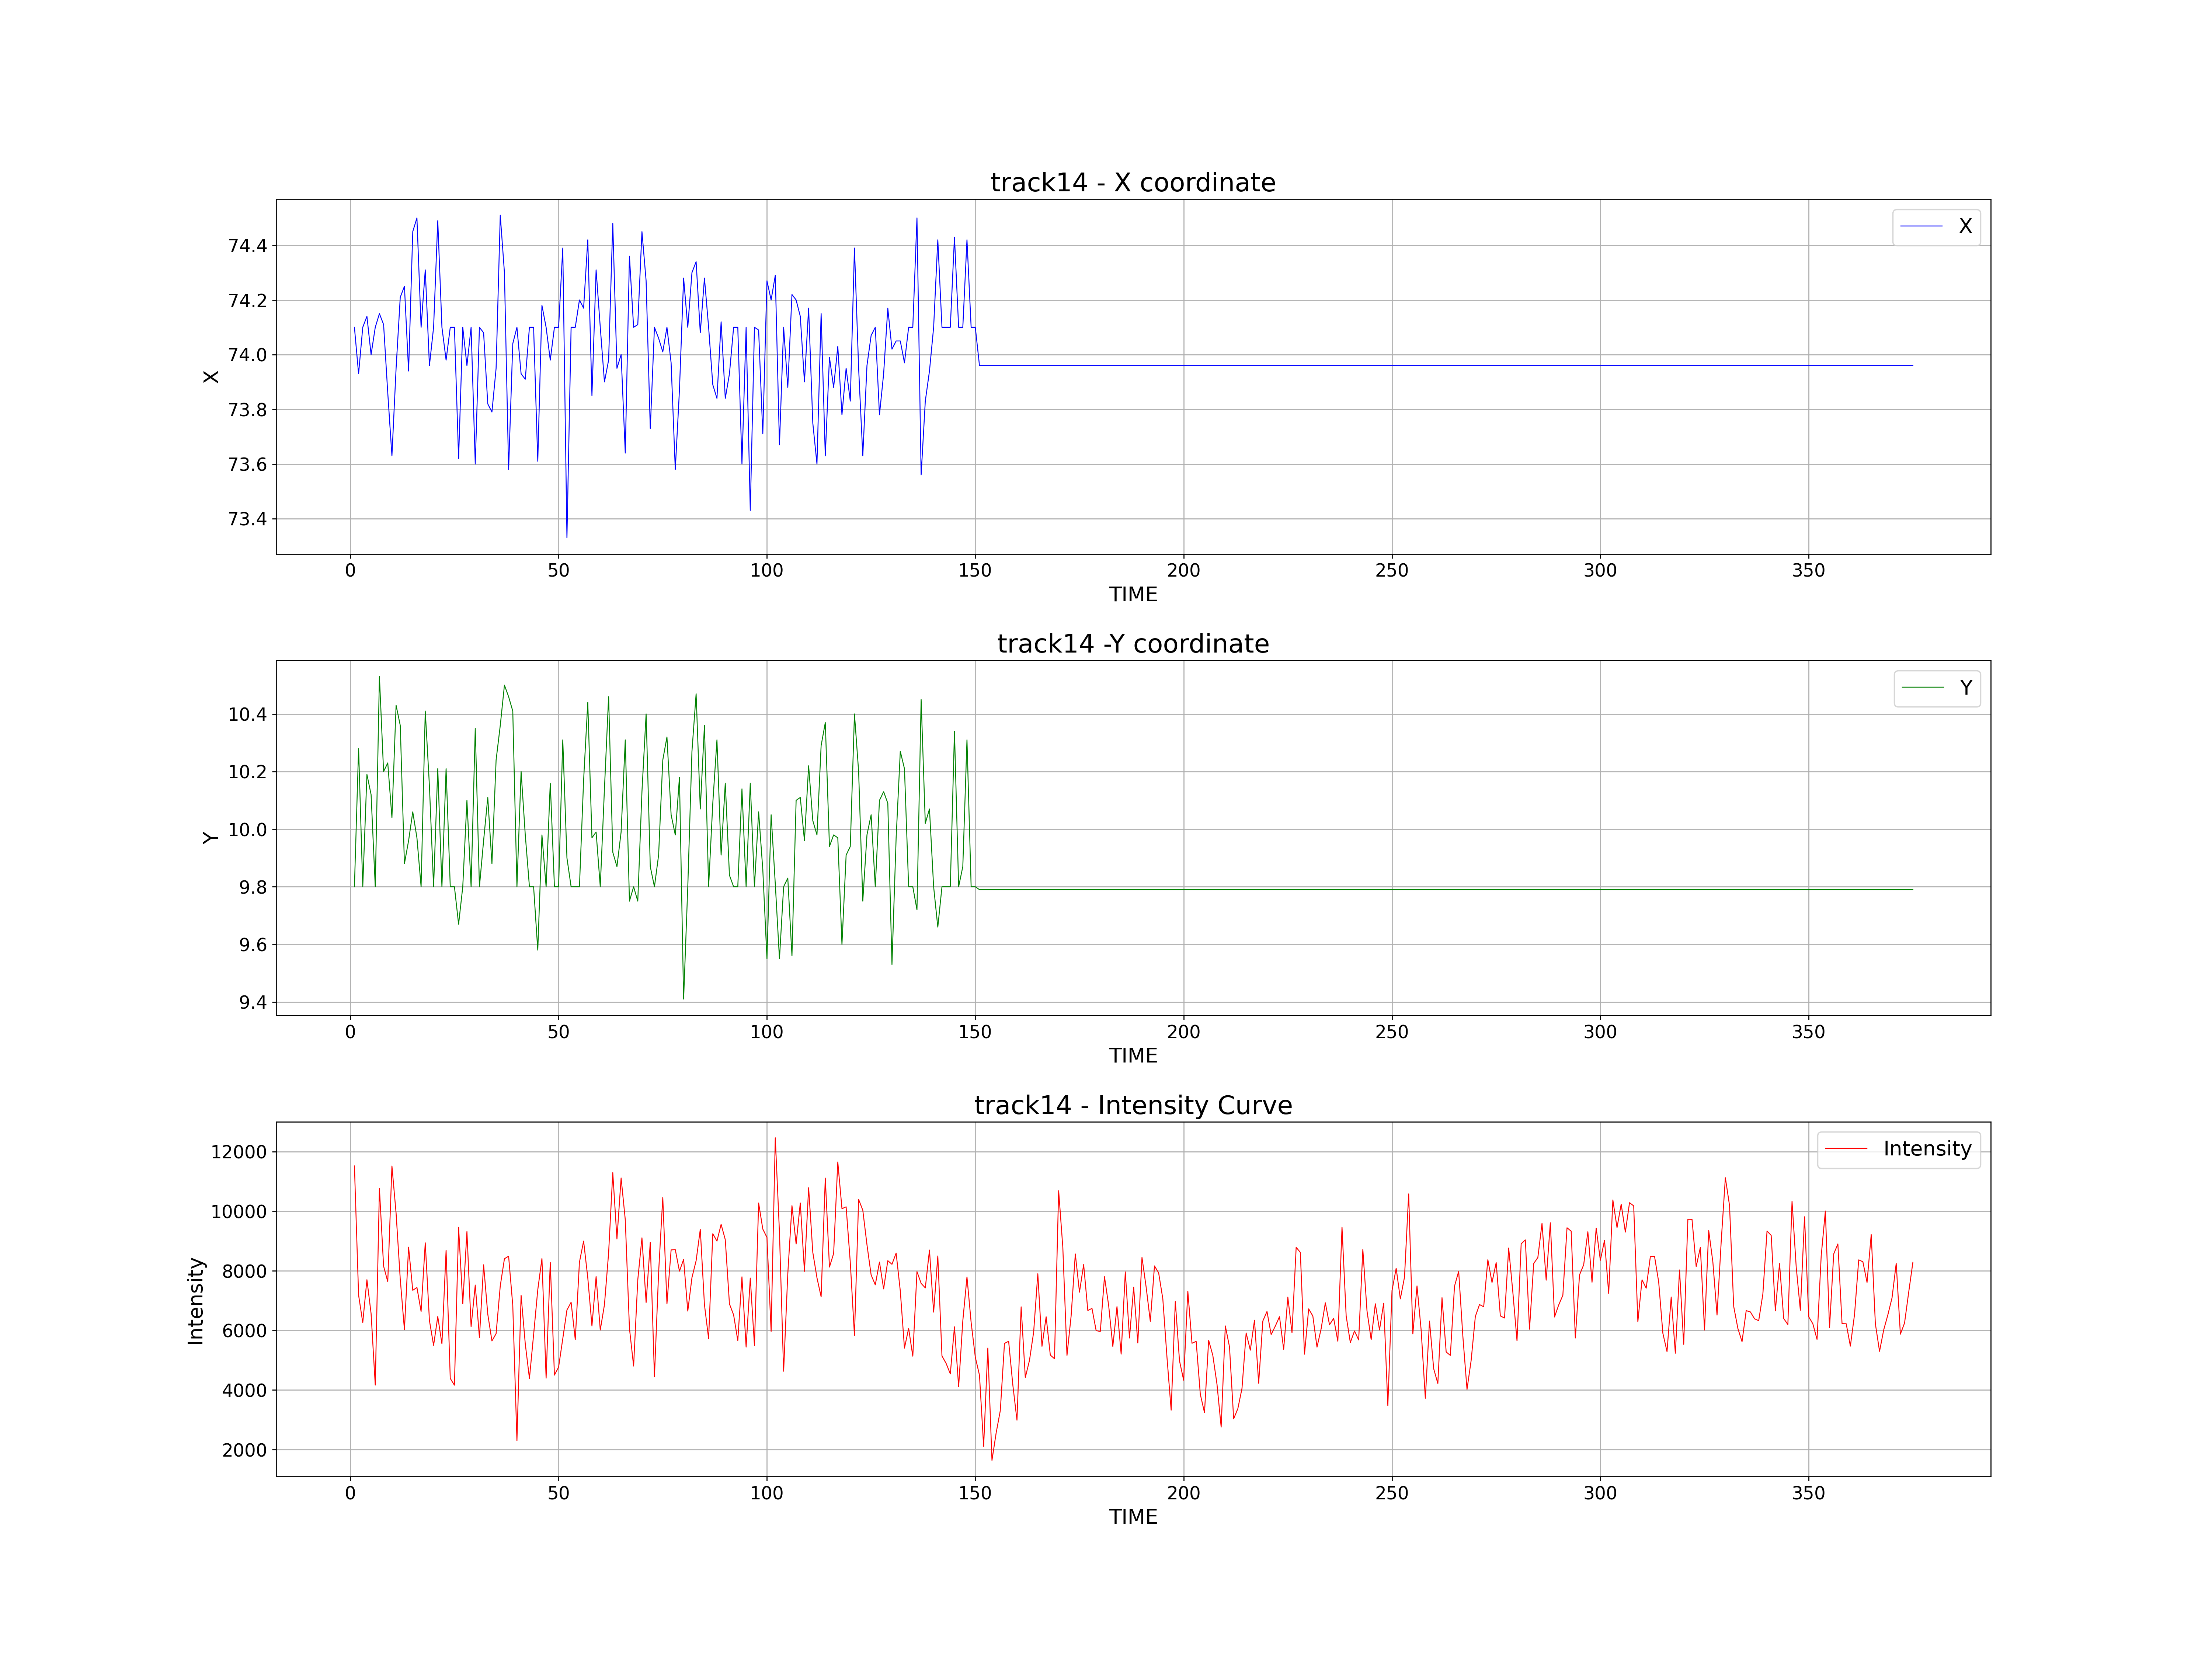 track14 - X coordinate
X
74.4
74.2
74.0
73.8
73.6
73.4
X
0 50 100 150 200 250 300 350
TIME
track14 -Y coordinate
Y
10.4
10.2
10.0
9.8
9.6
9.4
Y
0 50 100 150 200 250 300 350
TIME
track14 - Intensity Curve
Intensity
12000
10000
8000
6000
4000
2000
Intensity
0 50 100 150 200 250 300 350
TIME